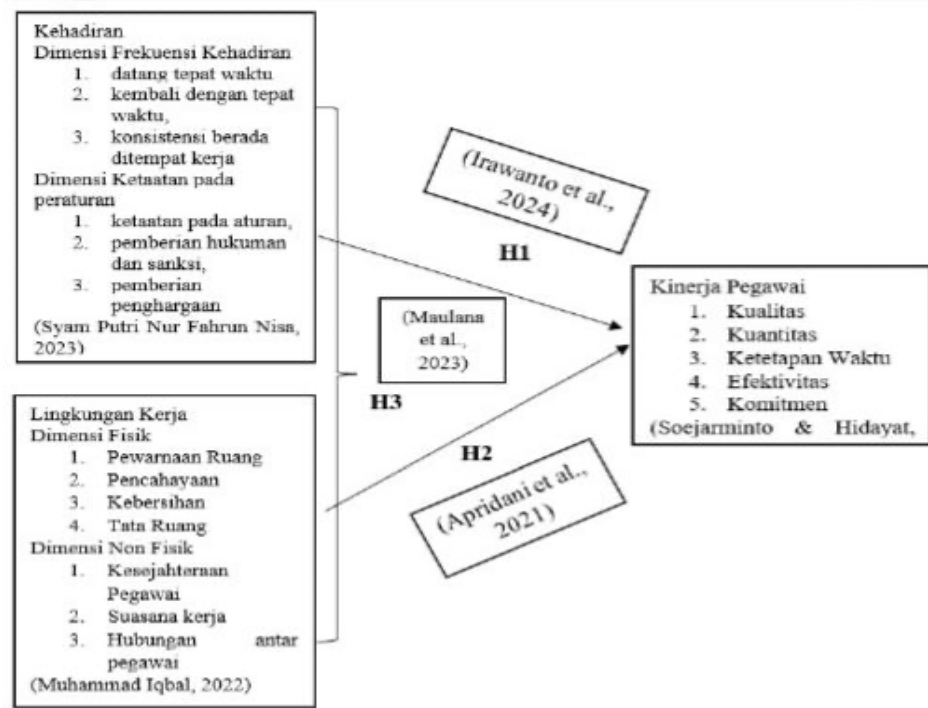 Kehadiran
Dimensi Frekuensi Kehadiran
1. datang tepat waktu
2. kembali dengan tepat
waktu,
3. konsistensi berada
ditempat kerja
Dimensi Ketaatan pada
peraturan
1. ketaatan pada aturan,
2. pemberian hukuman
dan sanksi,
3. pemberian
penghargaan
(Syam Putri Nur Fahrun Nisa,
2023)
(Irawanto et al.,
2024)
H1
(Maulana
et al.,
2023)
H3
Kinerja Pegawai
1. Kualitas
2. Kuantitas
3. Ketetapan Waktu
4. Efektivitas
5. Komitmen
(Soejarminto & Hidayat,
Lingkungan Kerja
Dimensi Fisik
1. Pewarnaan Ruang
2. Pencahayaan
3. Kebersihan
4. Tata Ruang
Dimensi Non Fisik
1. Kesejahteraan
Pegawai
2. Suasana kerja
3. Hubungan antar
pegawai
(Muhammad Iqbal, 2022)
H2
(Apridani et al.,
2021)